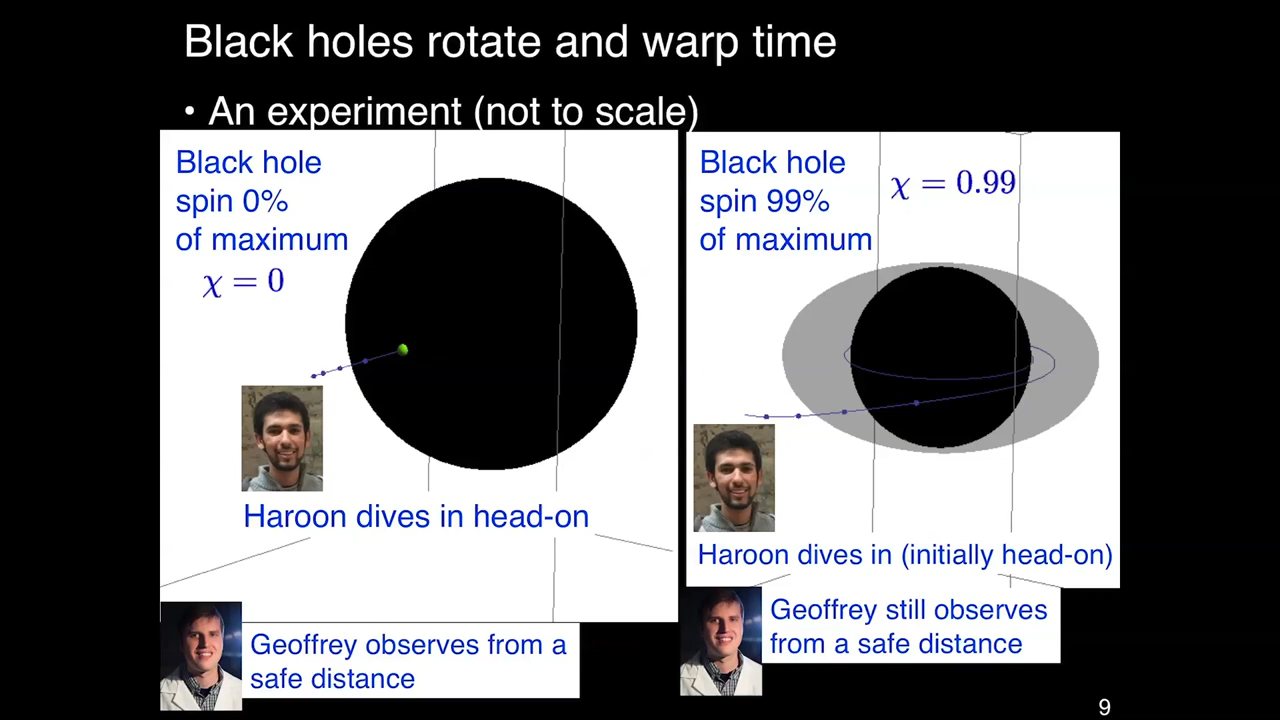 Black holes rotate and warp time
• An experiment (not to scale)
Black hole
spin 0%
of maximum
χ = 0
Haroon dives in head-on
Geoffrey observes from a
safe distance
Black hole
spin 99%
of maximum
χ = 0.99
Haroon dives in (initially head-on)
Geoffrey still observes
from a safe distance
9